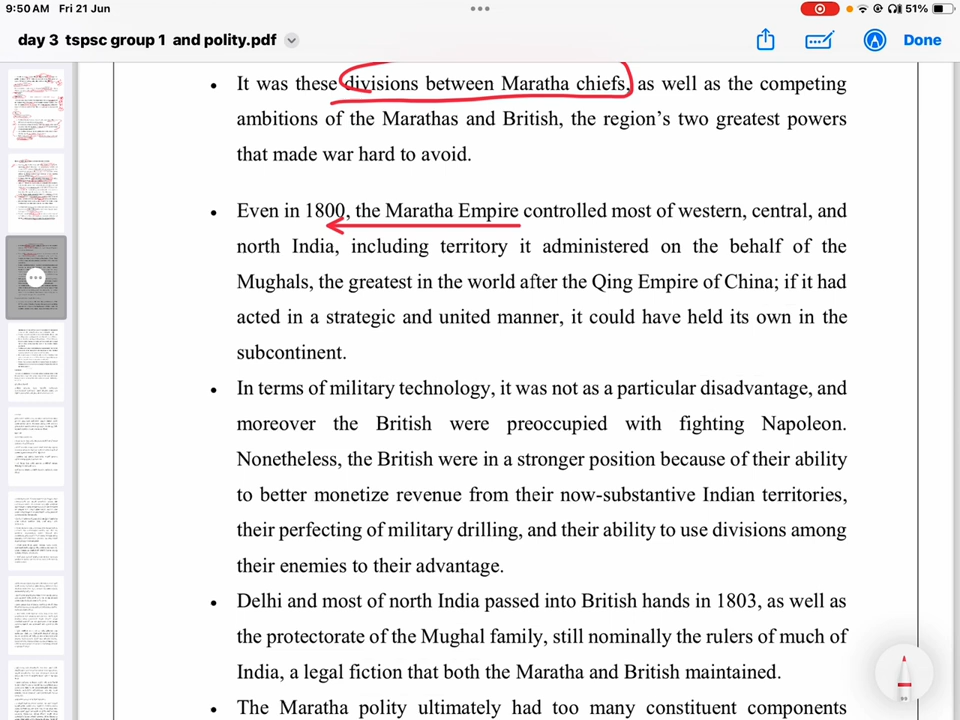 9:50 AM Fri 21 Jun
51%
day 3 tspsc group 1 and polity.pdf
Done
• It was these divisions between Maratha chiefs, as well as the competing
ambitions of the Marathas and British, the region's two greatest powers
that made war hard to avoid.
• Even in 1800, the Maratha Empire controlled most of western, central, and
north India, including territory it administered on the behalf of the
Mughals, the greatest in the world after the Qing Empire of China; if it had
acted in a strategic and united manner, it could have held its own in the
subcontinent.
• In terms of military technology, it was not as a particular disadvantage, and
moreover the British were preoccupied with fighting Napoleon.
Nonetheless, the British were in a stronger position because of their ability
to better monetize revenue from their now-substantive Indian territories,
their perfecting of military drilling, and their ability to use divisions among
their enemies to their advantage.
• Delhi and most of north India passed into British hands in 1803, as well as
the protectorate of the Mughal family, still nominally the rulers of much of
India, a legal fiction that both the Maratha and British maintained.
• The Maratha polity ultimately had too many constituent components